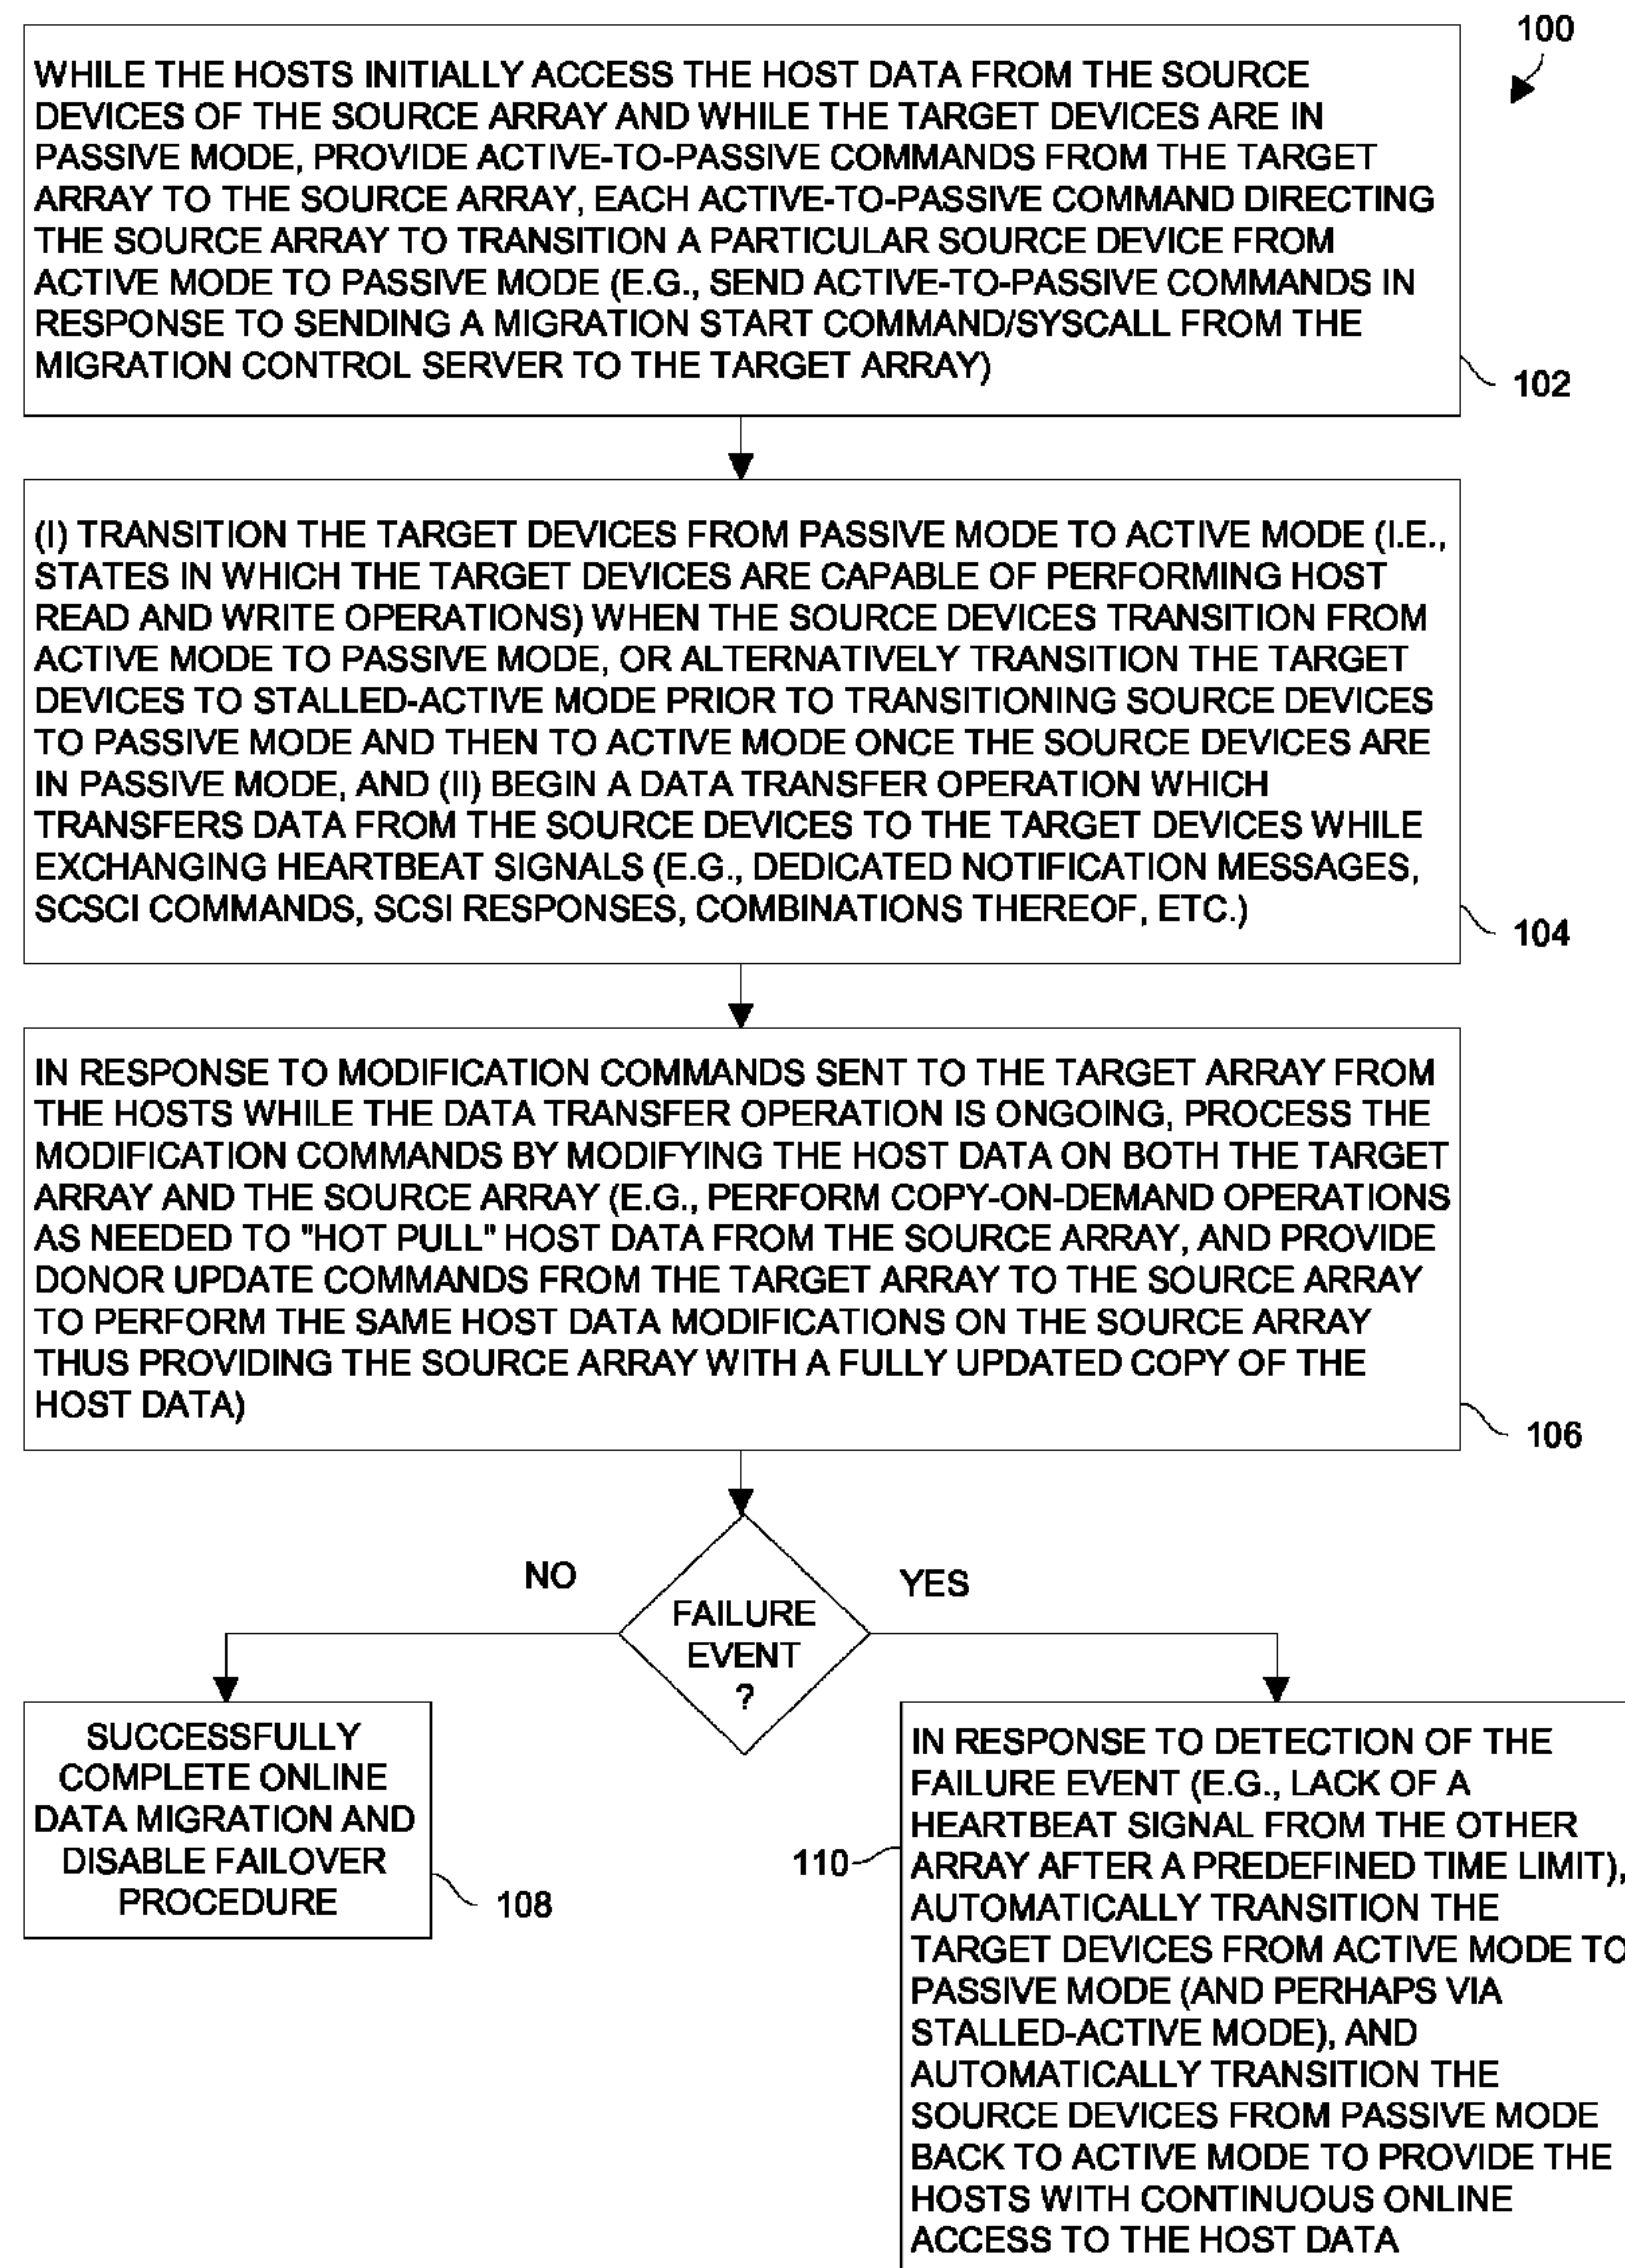 100
WHILE THE HOSTS INITIALLY ACCESS THE HOST DATA FROM THE SOURCE
DEVICES OF THE SOURCE ARRAY AND WHILE THE TARGET DEVICES ARE IN
PASSIVE MODE, PROVIDE ACTIVE-TO-PASSIVE COMMANDS FROM THE TARGET
ARRAY TO THE SOURCE ARRAY, EACH ACTIVE-TO-PASSIVE COMMAND DIRECTING
THE SOURCE ARRAY TO TRANSITION A PARTICULAR SOURCE DEVICE FROM
ACTIVE MODE TO PASSIVE MODE (E.G., SEND ACTIVE-TO-PASSIVE COMMANDS IN
RESPONSE TO SENDING A MIGRATION START COMMAND/SYSCALL FROM THE
MIGRATION CONTROL SERVER TO THE TARGET ARRAY)
102
(I) TRANSITION THE TARGET DEVICES FROM PASSIVE MODE TO ACTIVE MODE (I.E.,
STATES IN WHICH THE TARGET DEVICES ARE CAPABLE OF PERFORMING HOST
READ AND WRITE OPERATIONS) WHEN THE SOURCE DEVICES TRANSITION FROM
ACTIVE MODE TO PASSIVE MODE, OR ALTERNATIVELY TRANSITION THE TARGET
DEVICES TO STALLED-ACTIVE MODE PRIOR TO TRANSITIONING SOURCE DEVICES
TO PASSIVE MODE AND THEN TO ACTIVE MODE ONCE THE SOURCE DEVICES ARE
IN PASSIVE MODE, AND (II) BEGIN A DATA TRANSFER OPERATION WHICH
TRANSFERS DATA FROM THE SOURCE DEVICES TO THE TARGET DEVICES WHILE
EXCHANGING HEARTBEAT SIGNALS (E.G., DEDICATED NOTIFICATION MESSAGES,
SCSCI COMMANDS, SCSI RESPONSES, COMBINATIONS THEREOF, ETC.)
104
IN RESPONSE TO MODIFICATION COMMANDS SENT TO THE TARGET ARRAY FROM
THE HOSTS WHILE THE DATA TRANSFER OPERATION IS ONGOING, PROCESS THE
MODIFICATION COMMANDS BY MODIFYING THE HOST DATA ON BOTH THE TARGET
ARRAY AND THE SOURCE ARRAY (E.G., PERFORM COPY-ON-DEMAND OPERATIONS
AS NEEDED TO "HOT PULL" HOST DATA FROM THE SOURCE ARRAY, AND PROVIDE
DONOR UPDATE COMMANDS FROM THE TARGET ARRAY TO THE SOURCE ARRAY
TO PERFORM THE SAME HOST DATA MODIFICATIONS ON THE SOURCE ARRAY
THUS PROVIDING THE SOURCE ARRAY WITH A FULLY UPDATED COPY OF THE
HOST DATA)
106
NO
YES
FAILURE
EVENT
?
SUCCESSFULLY
COMPLETE ONLINE
DATA MIGRATION AND
DISABLE FAILOVER
PROCEDURE
108
IN RESPONSE TO DETECTION OF THE
FAILURE EVENT (E.G., LACK OF A
HEARTBEAT SIGNAL FROM THE OTHER
ARRAY AFTER A PREDEFINED TIME LIMIT),
AUTOMATICALLY TRANSITION THE
TARGET DEVICES FROM ACTIVE MODE TO
PASSIVE MODE (AND PERHAPS VIA
STALLED-ACTIVE MODE), AND
AUTOMATICALLY TRANSITION THE
SOURCE DEVICES FROM PASSIVE MODE
BACK TO ACTIVE MODE TO PROVIDE THE
HOSTS WITH CONTINUOUS ONLINE
ACCESS TO THE HOST DATA
110